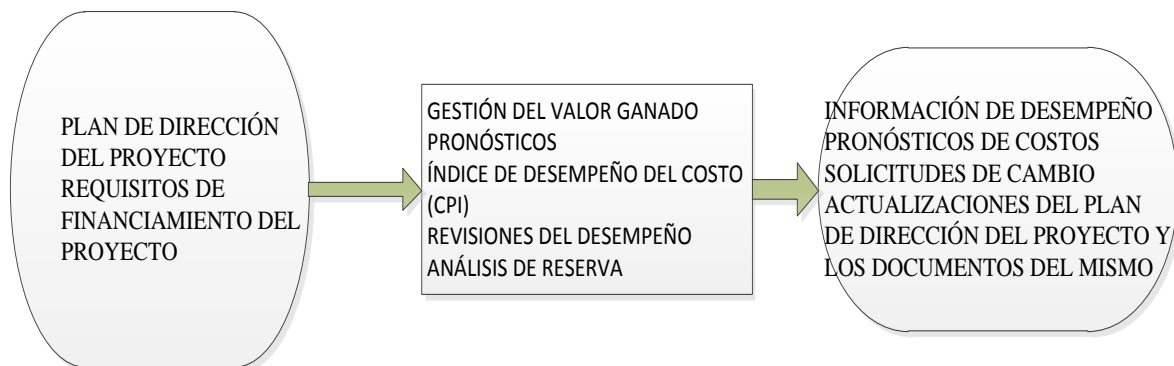 PLAN DE DIRECCIÓN
DEL PROYECTO
REQUISITOS DE
FINANCIAMIENTO DEL
PROYECTO
GESTIÓN DEL VALOR GANADO
PRONÓSTICOS
ÍNDICE DE DESEMPEÑO DEL COSTO
(CPI)
REVISIONES DEL DESEMPEÑO
ANÁLISIS DE RESERVA
INFORMACIÓN DE DESEMPEÑO
PRONÓSTICOS DE COSTOS
SOLICITUDES DE CAMBIO
ACTUALIZACIONES DEL PLAN
DE DIRECCIÓN DEL PROYECTO Y
LOS DOCUMENTOS DEL MISMO